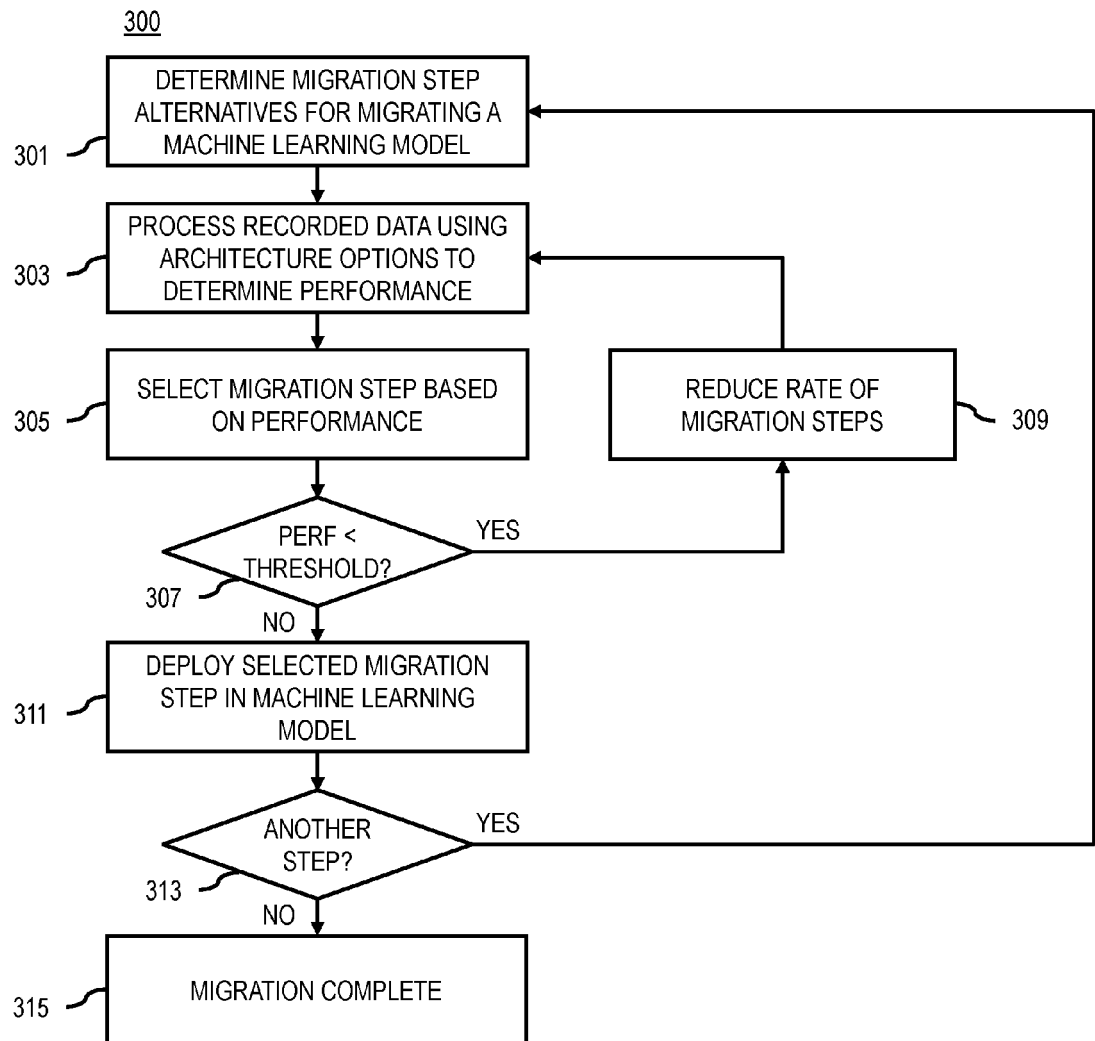 300
DETERMINE MIGRATION STEP
ALTERNATIVES FOR MIGRATING A
MACHINE LEARNING MODEL
301
PROCESS RECORDED DATA USING
ARCHITECTURE OPTIONS TO
DETERMINE PERFORMANCE
303
SELECT MIGRATION STEP BASED
ON PERFORMANCE
305
REDUCE RATE OF
MIGRATION STEPS
309
PERF <
THRESHOLD?
YES
307
NO
DEPLOY SELECTED MIGRATION
STEP IN MACHINE LEARNING
MODEL
311
ANOTHER
STEP?
YES
313
NO
MIGRATION COMPLETE
315